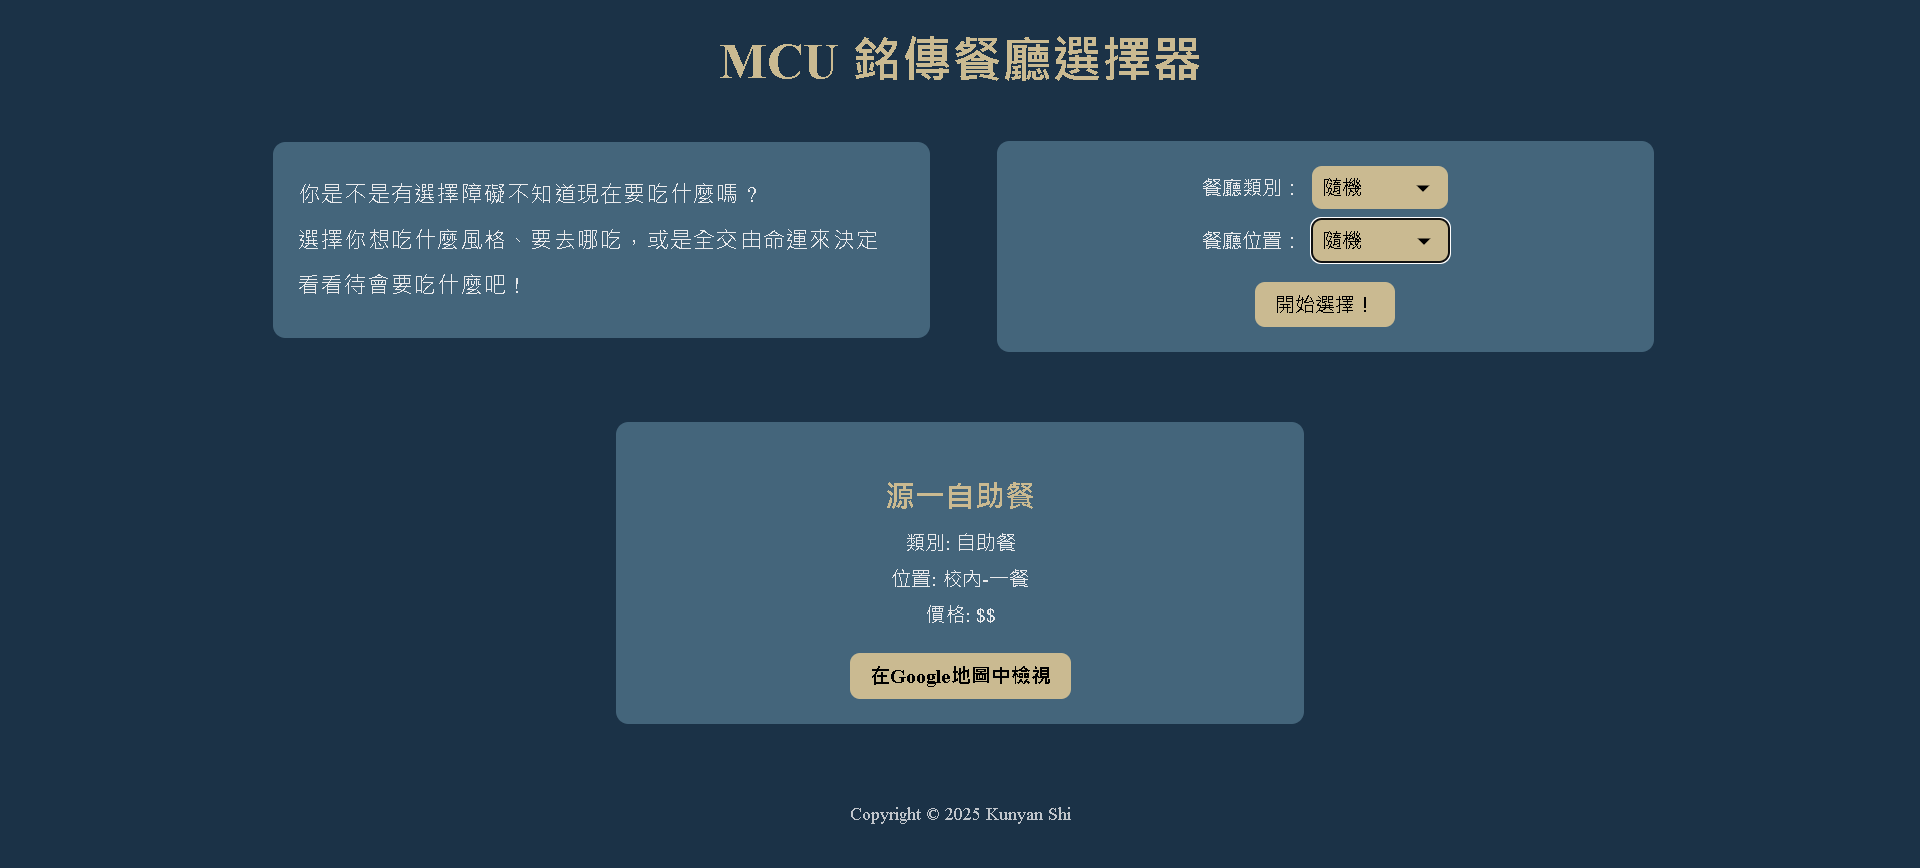 MCU 銘傳餐廳選擇器
你是不是有選擇障礙不知道現在要吃什麼嗎？
選擇你想吃什麼風格、要去哪吃，或是全交由命運來決定
看看待會要吃什麼吧！
餐廳類別： 隨機
餐廳位置： 隨機
開始選擇！
源一自助餐
類別: 自助餐
位置: 校內-一餐
價格: $$
在Google地圖中檢視
Copyright © 2025 Kunyan Shi